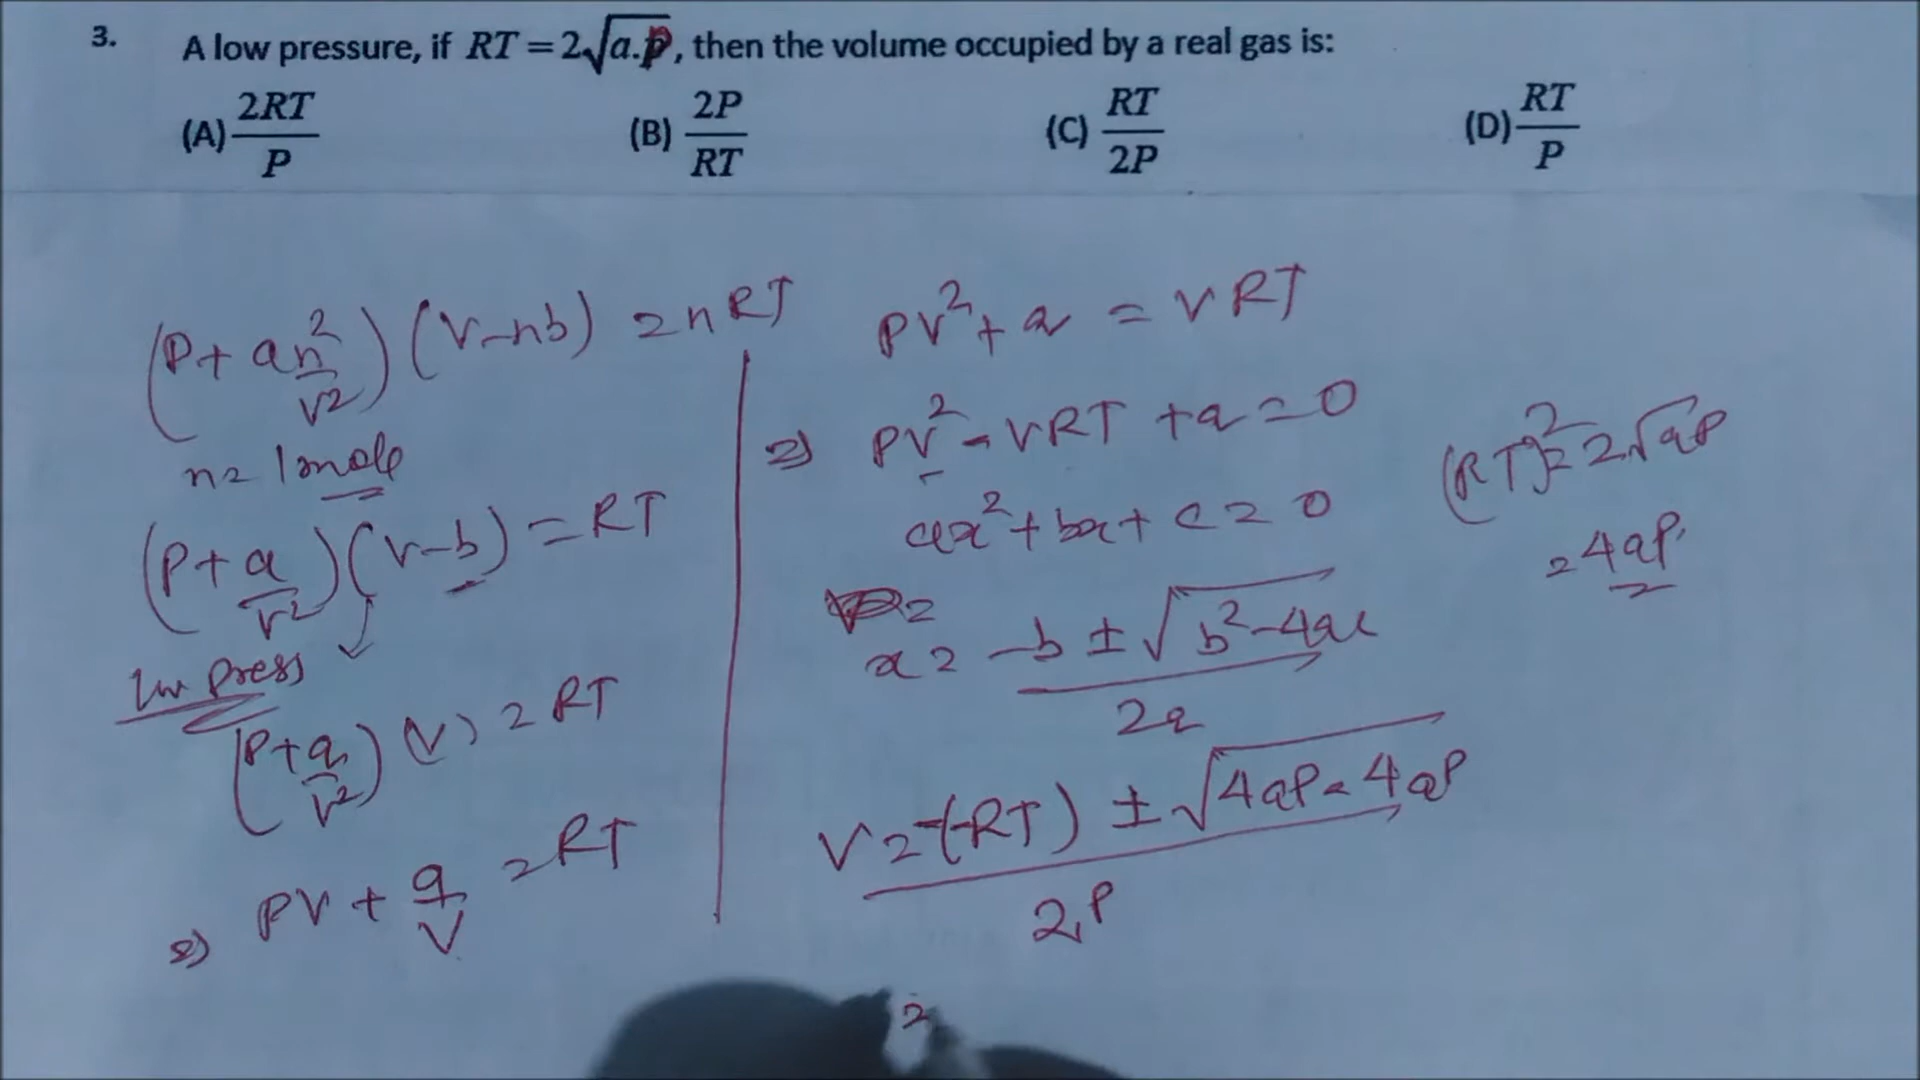 3. A low pressure, if RT = 2√a.p, then the volume occupied by a real gas is:
(A) 2RT/P (B) 2P/RT (C) RT/2P (D) RT/P
(P + an²/V²) (V-nb) = nRT
n = 1 mole
(P + a/V²) (V-b) = RT
Low press
(P + a/V²) (V) = RT
⇒ PV + a/V = RT
PV² + a = VRT
⇒ PV² - VRT + a = 0
ax² + bx + c = 0
x = -b ± √b²-4ac / 2a
V = -(-RT) ± √4aP - 4aP / 2P
=
(RT)² = 2√aP
= 4aP